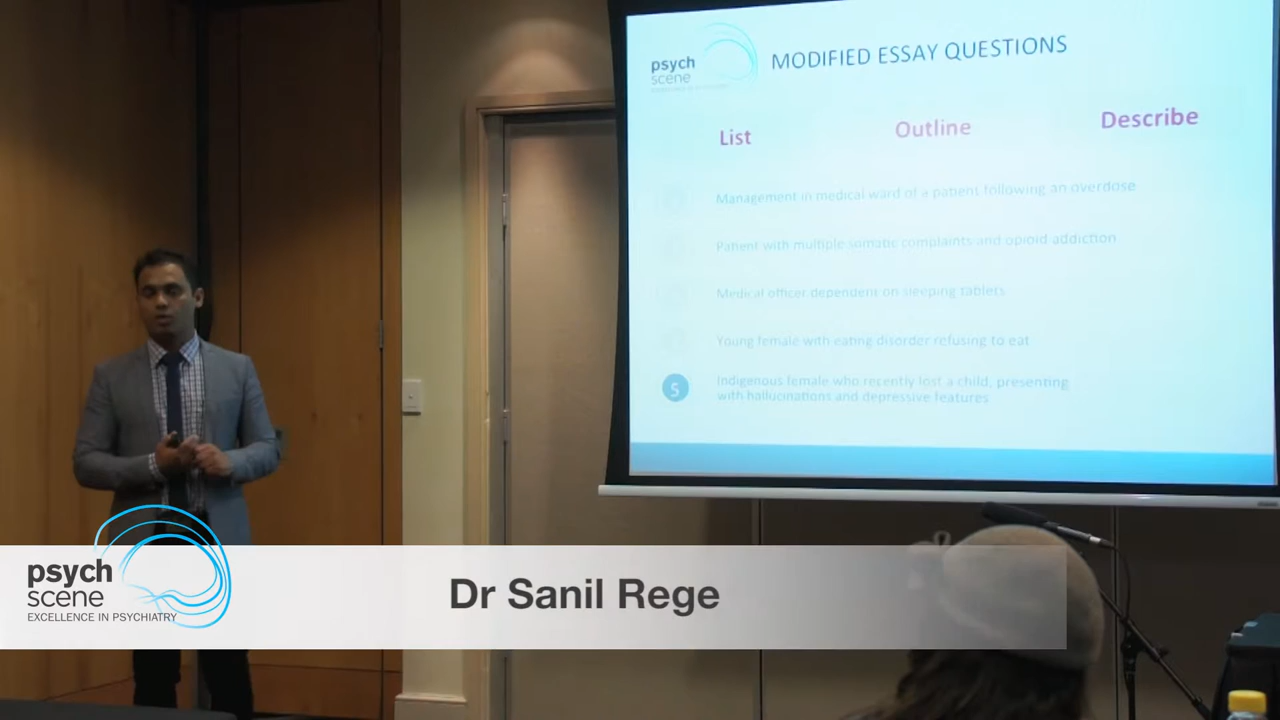 psych
scene
MODIFIED ESSAY QUESTIONS
List
Outline
Describe
Management in medical ward of a patient following an overdose
Patient with multiple somatic complaints and opioid addiction
Medical officer dependent on sleeping tablets
Young female with eating disorder refusing to eat
5
Indigenous female who recently lost a child, presenting
with hallucinations and depressive features
psych
scene
EXCELLENCE IN PSYCHIATRY
Dr Sanil Rege